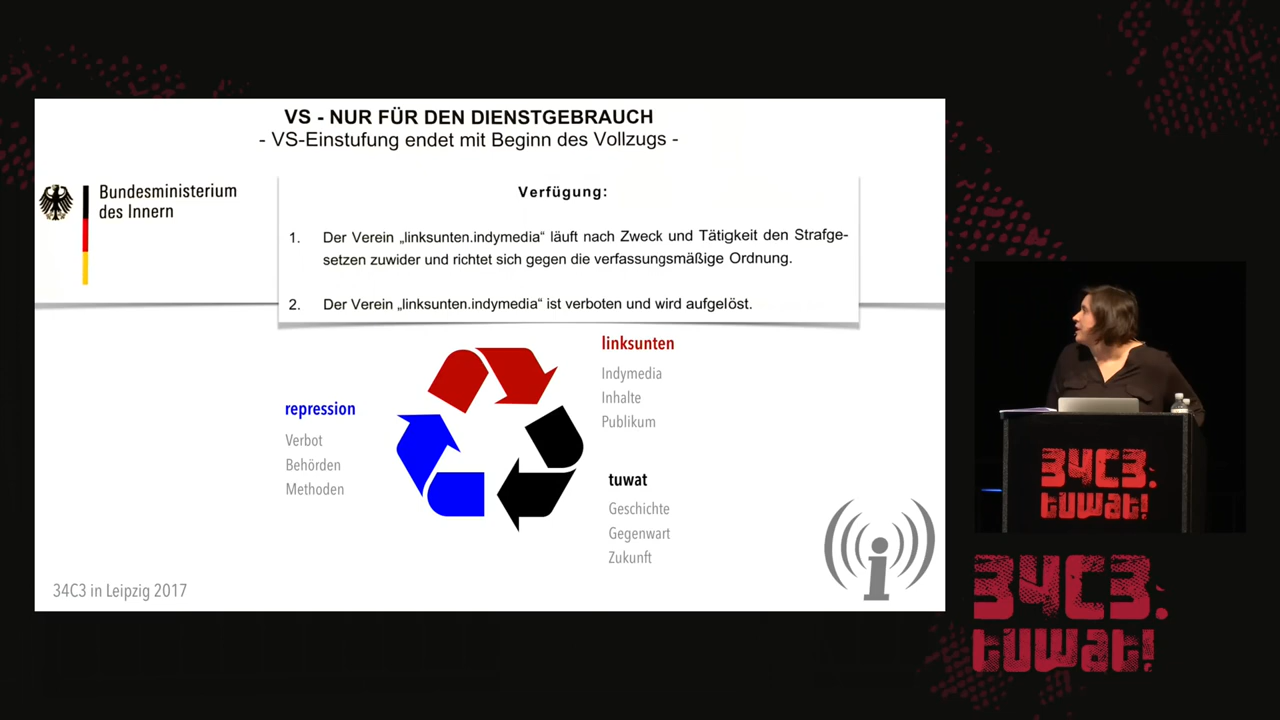 VS - NUR FÜR DEN DIENSTGEBRAUCH
- VS-Einstufung endet mit Beginn des Vollzugs -
Bundesministerium
des Innern
Verfügung:
1. Der Verein „linksunten.indymedia“ läuft nach Zweck und Tätigkeit den Strafge-
setzen zuwider und richtet sich gegen die verfassungsmäßige Ordnung.
2. Der Verein „linksunten.indymedia“ ist verboten und wird aufgelöst.
linksunten
Indymedia
Inhalte
Publikum
repression
Verbot
Behörden
Methoden
tuwat
Geschichte
Gegenwart
Zukunft
i
34C3 in Leipzig 2017
34C3.
tuwat!
34C3.
tuwat!